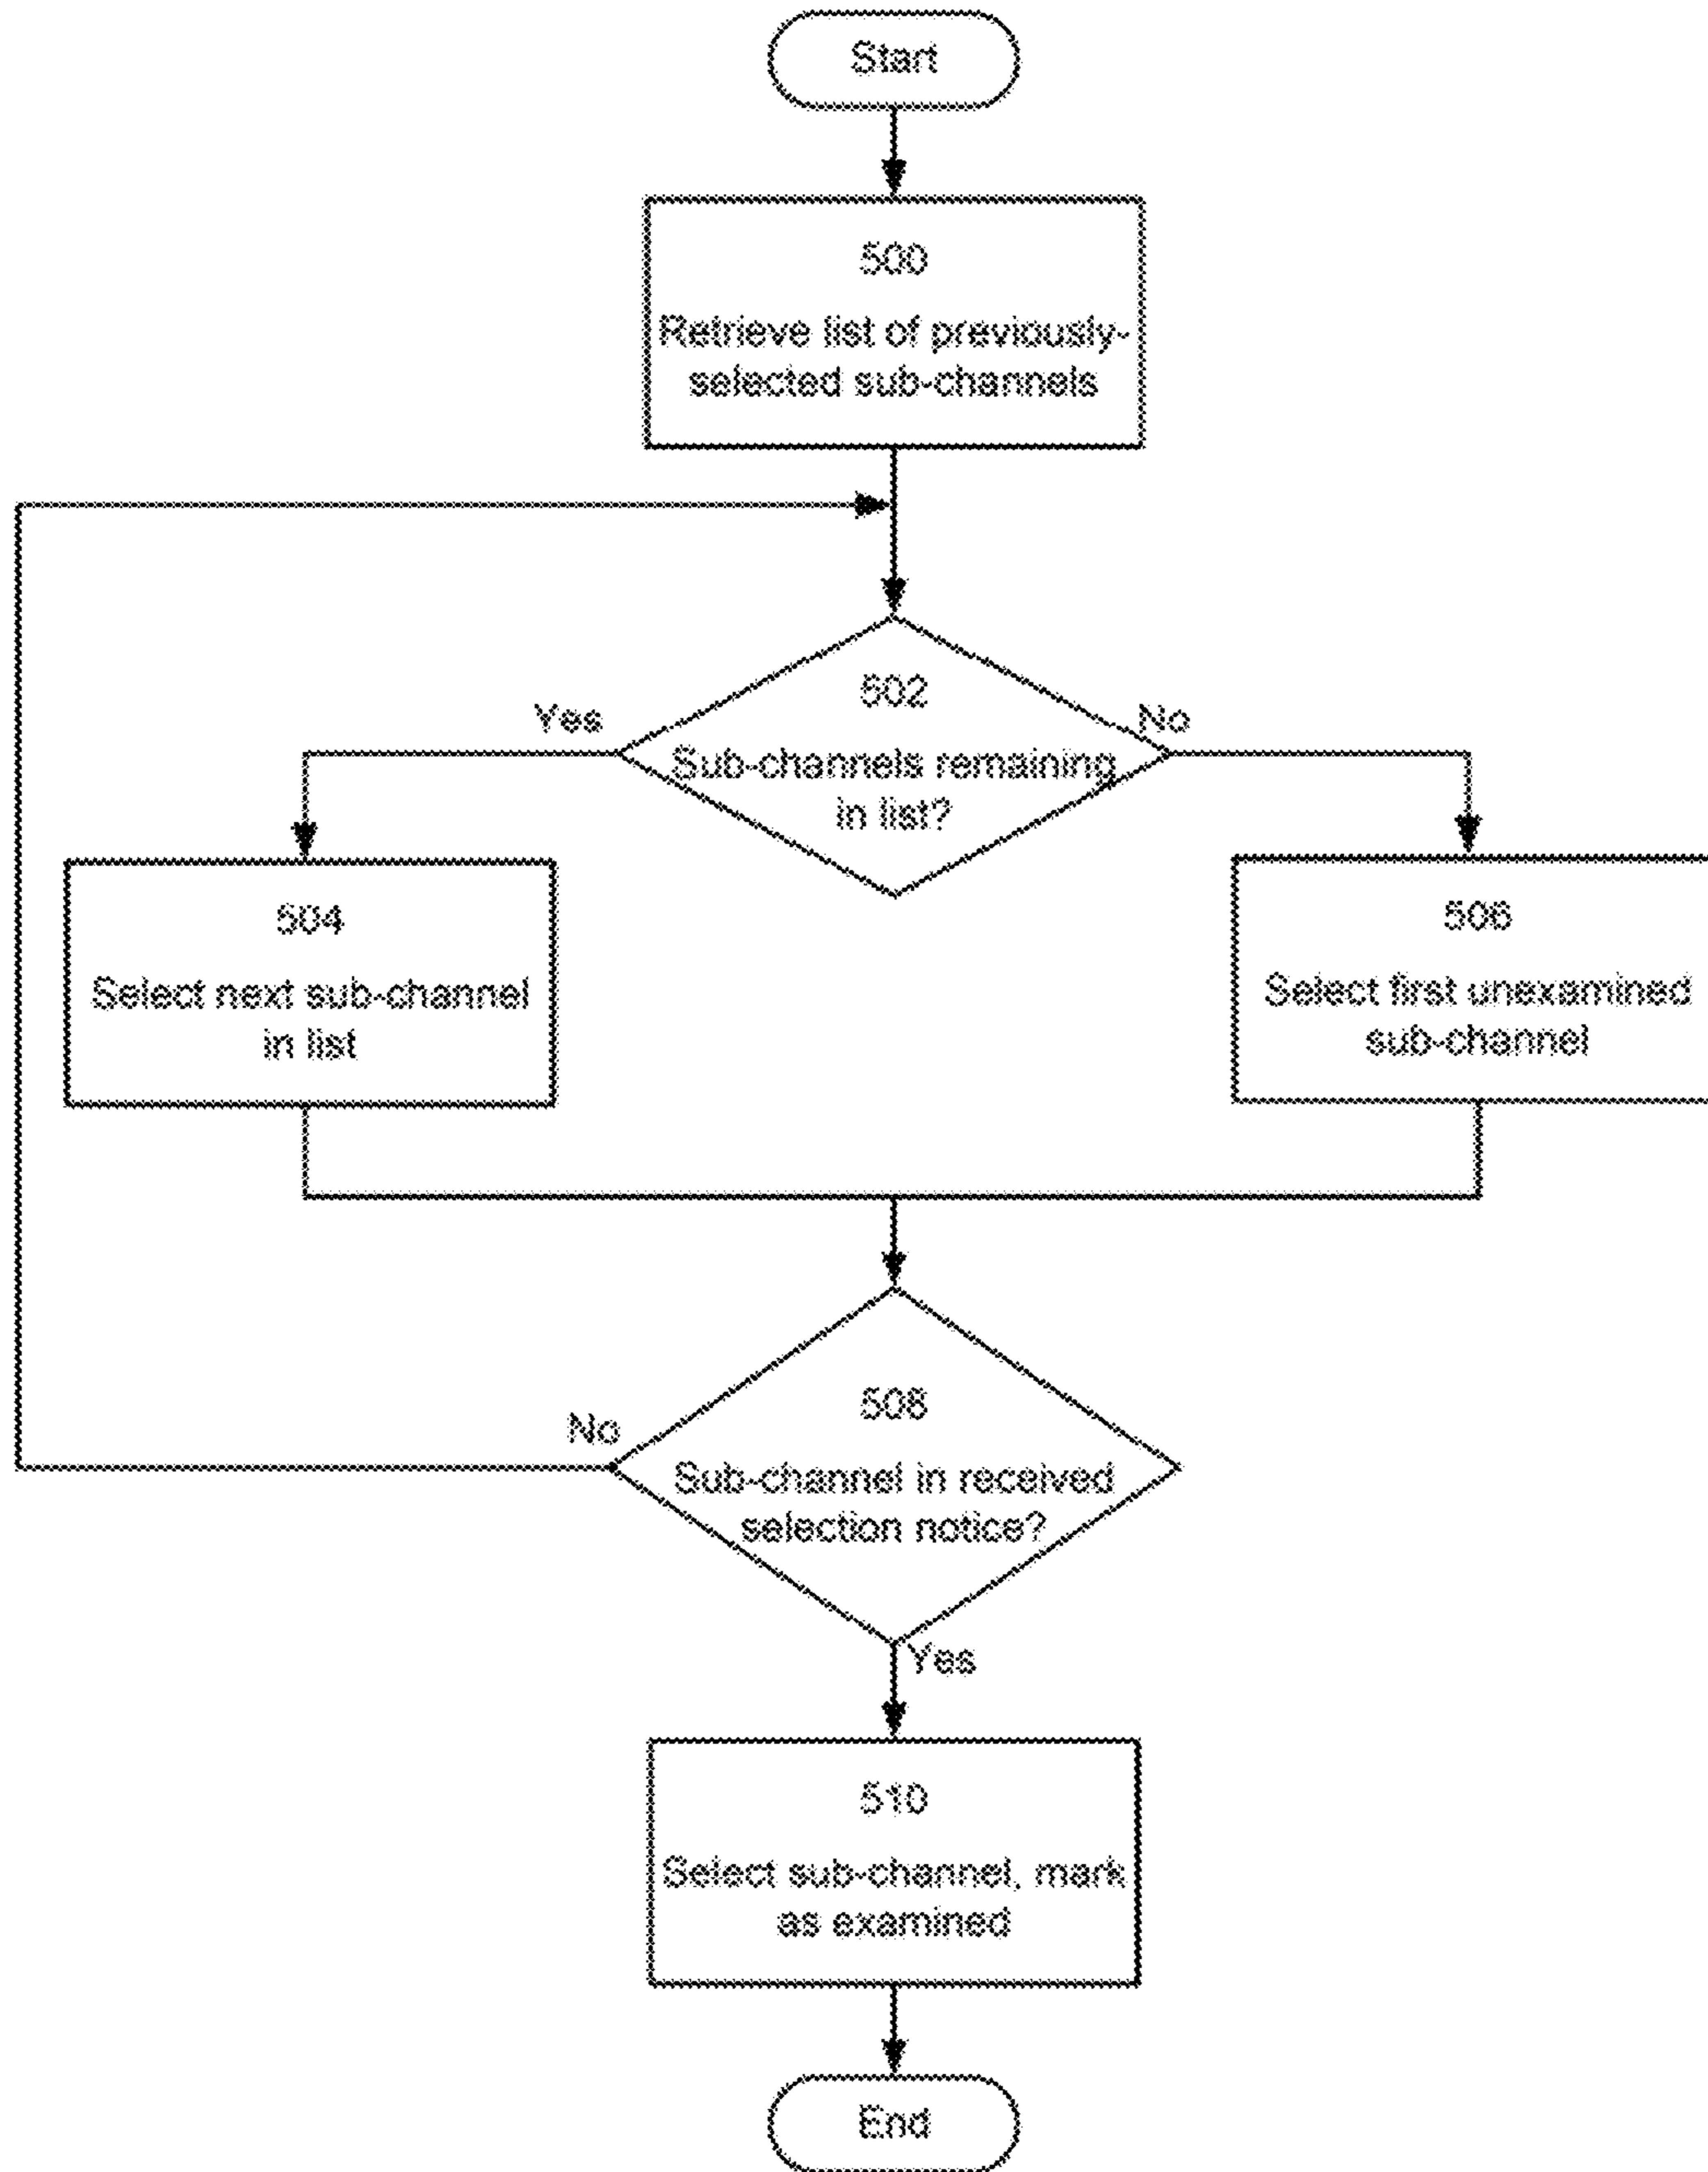 Start
500
Retrieve list of previously-
selected sub-channels
502
Yes
No
Sub-channels remaining
in list?
504
Select next sub-channel
in list
506
Select first unexamined
sub-channel
508
No
Sub-channel in received
selection notice?
Yes
510
Select sub-channel, mark
as examined
End